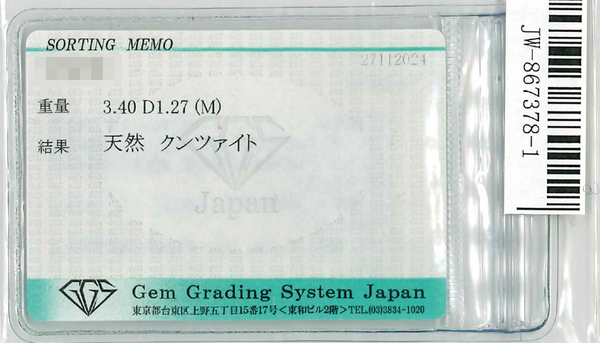 SORTING MEMO
27112024
重量 3.40 D1.27 (M)
結果 天然 クンツァイト
Japan
GGS Gem Grading System Japan
東京都台東区上野五丁目15番17号<東和ビル2階>TEL.(03)3834-1020
JW-867378-1